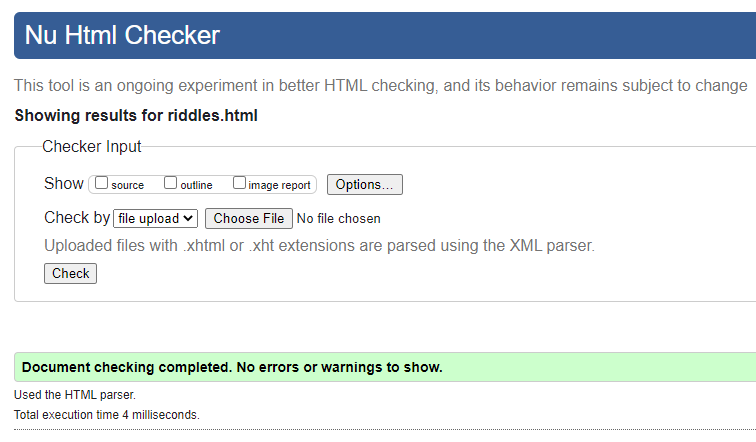 Nu Html Checker
This tool is an ongoing experiment in better HTML checking, and its behavior remains subject to change
Showing results for riddles.html
Checker Input
Show source outline image report Options...
Check by file upload Choose File No file chosen
Uploaded files with .xhtml or .xht extensions are parsed using the XML parser.
Check
Document checking completed. No errors or warnings to show.
Used the HTML parser.
Total execution time 4 milliseconds.